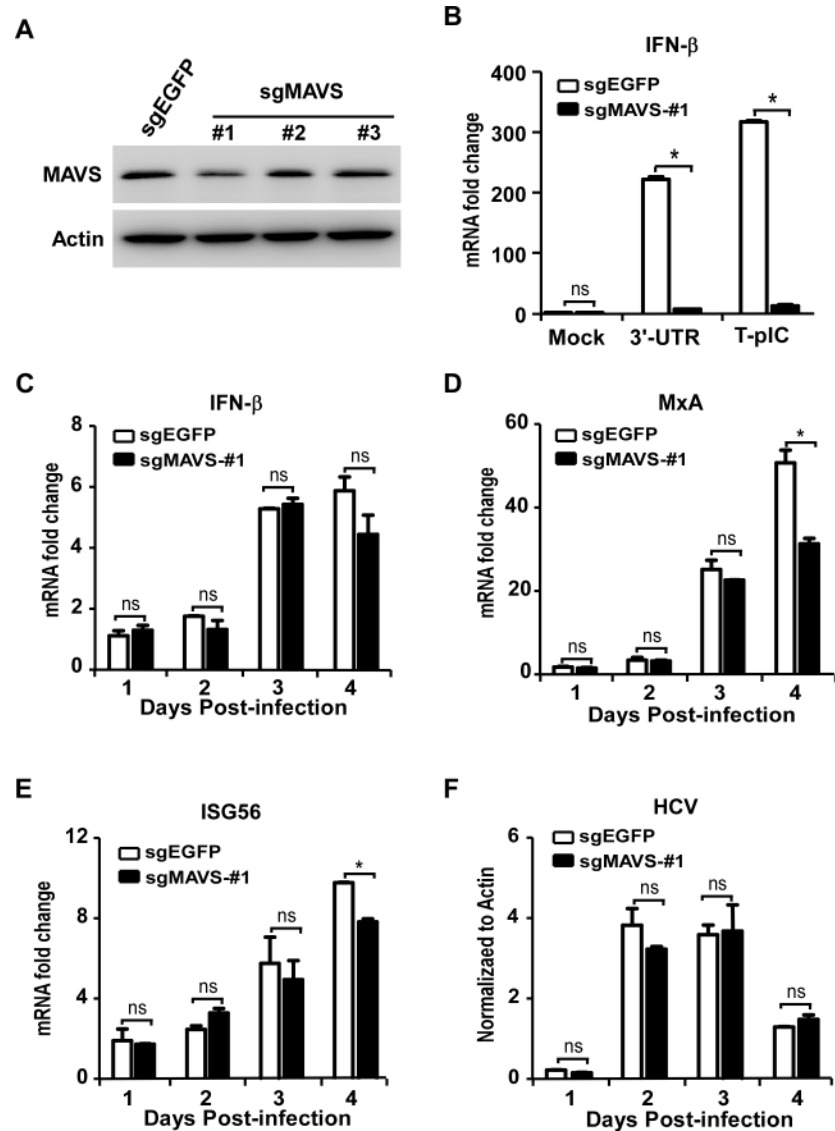 A
sgEGFP
sgMAVS
#1 #2 #3
MAVS
Actin
B
IFN-β
sgEGFP
sgMAVS-#1
mRNA fold change
400
300
200
100
0
ns
*
*
Mock 3'-UTR T-pIC
C
IFN-β
sgEGFP
sgMAVS-#1
mRNA fold change
8
6
4
2
0
ns
ns
ns
ns
1 2 3 4
Days Post-infection
D
MxA
sgEGFP
sgMAVS-#1
mRNA fold change
60
40
20
0
ns
ns
ns
*
1 2 3 4
Days Post-infection
E
ISG56
sgEGFP
sgMAVS-#1
mRNA fold change
12
9
6
3
0
ns
ns
ns
*
1 2 3 4
Days Post-infection
F
HCV
sgEGFP
sgMAVS-#1
Normalizaed to Actin
6
4
2
0
ns
ns
ns
ns
1 2 3 4
Days Post-infection